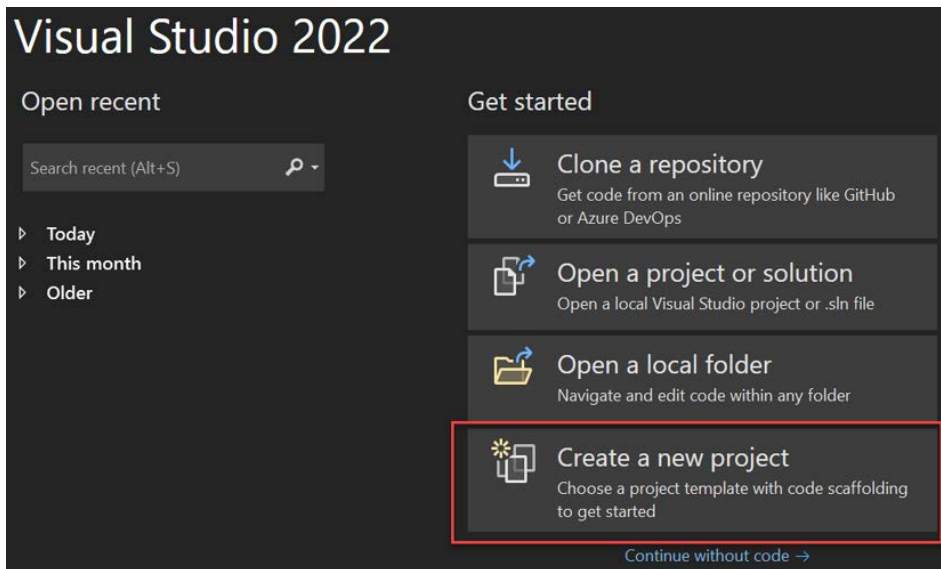 Visual Studio 2022
Open recent
Search recent (Alt+S)
Today
This month
Older
Get started
Clone a repository
Get code from an online repository like GitHub
or Azure DevOps
Open a project or solution
Open a local Visual Studio project or .sln file
Open a local folder
Navigate and edit code within any folder
Create a new project
Choose a project template with code scaffolding
to get started
Continue without code →